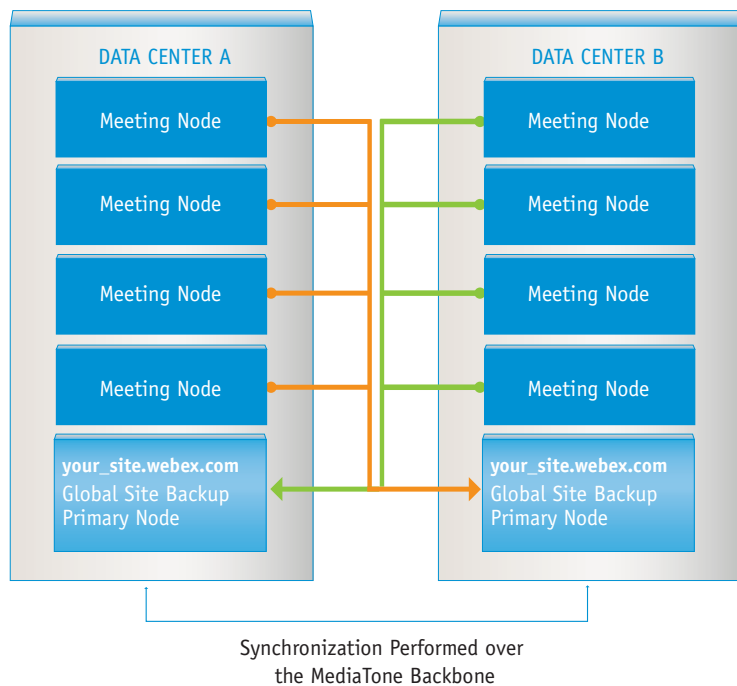 DATA CENTER A
Meeting Node
Meeting Node
Meeting Node
Meeting Node
your_site.webex.com
Global Site Backup
Primary Node
DATA CENTER B
Meeting Node
Meeting Node
Meeting Node
Meeting Node
your_site.webex.com
Global Site Backup
Primary Node
Synchronization Performed over
the MediaTone Backbone